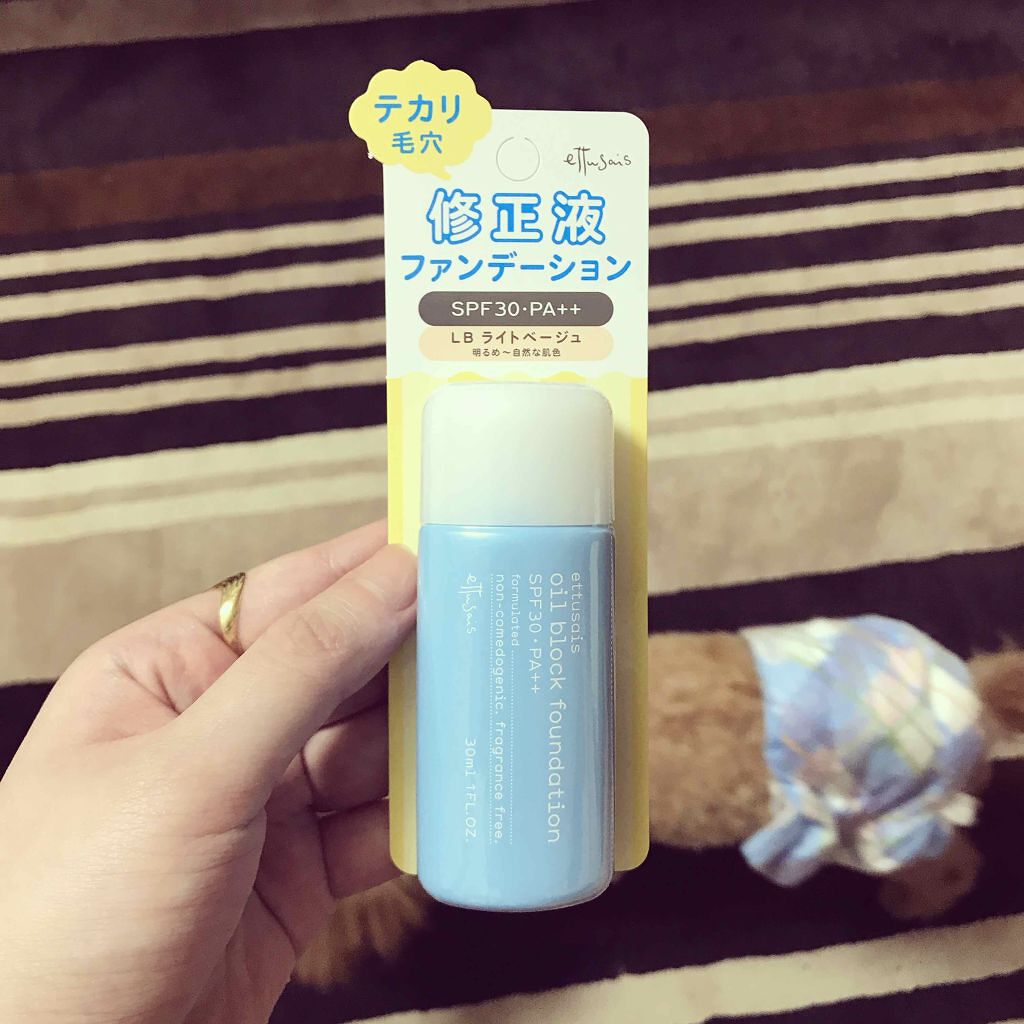 テカリ
毛穴
ettusais
修正液
ファンデーション
SPF30・PA++
LB ライトベージュ
明るめ～自然な肌色
ettusais
oil block foundation
SPF30・PA++
formulated
non-comedogenic, fragrance free.
ettusais
30ml 1FL.OZ.